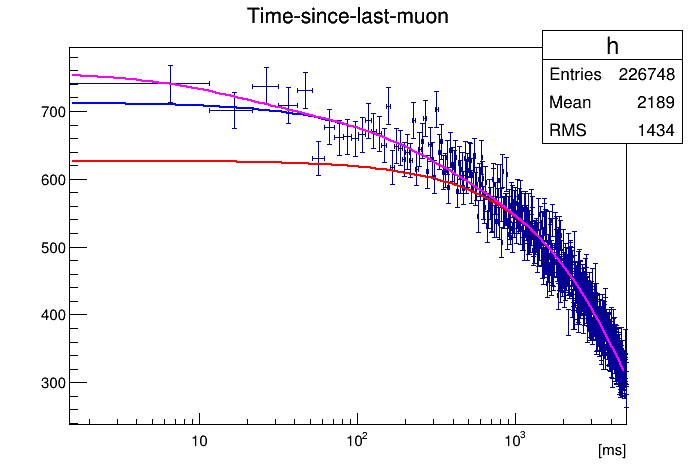 Time-since-last-muon
h
Entries 226748
Mean 2189
RMS 1434
700
600
500
400
300
10
10²
10³
[ms]